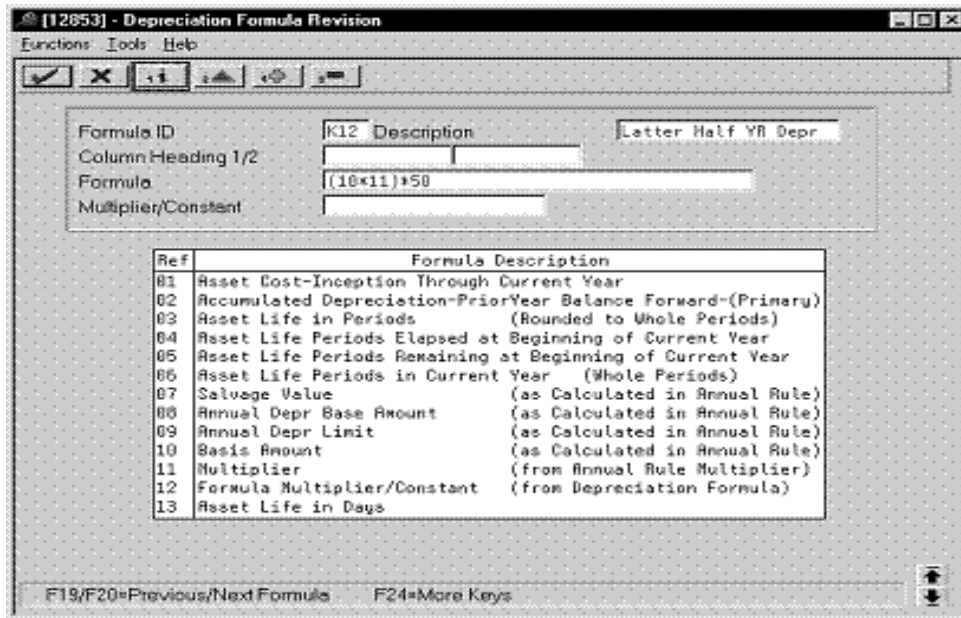 [12853] - Depreciation Formula Revision
Functions Tools Help
Formula ID K12 Description Latter Half YR Depr
Column Heading 1/2
Formula (10*11)*50
Multiplier/Constant
Ref Formula Description
01 Asset Cost-Inception Through Current Year
02 Accumulated Depreciation-PriorYear Balance Forward-(Primary)
03 Asset Life in Periods (Rounded to Whole Periods)
04 Asset Life Periods Elapsed at Beginning of Current Year
05 Asset Life Periods Remaining at Beginning of Current Year
06 Asset Life Periods in Current Year (Whole Periods)
07 Salvage Value (as Calculated in Annual Rule)
08 Annual Depr Base Amount (as Calculated in Annual Rule)
09 Annual Depr Limit (as Calculated in Annual Rule)
10 Basis Amount (as Calculated in Annual Rule)
11 Multiplier (from Annual Rule Multiplier)
12 Formula Multiplier/Constant (from Depreciation Formula)
13 Asset Life in Days
F19/F20=Previous/Next Formula F24=More Keys